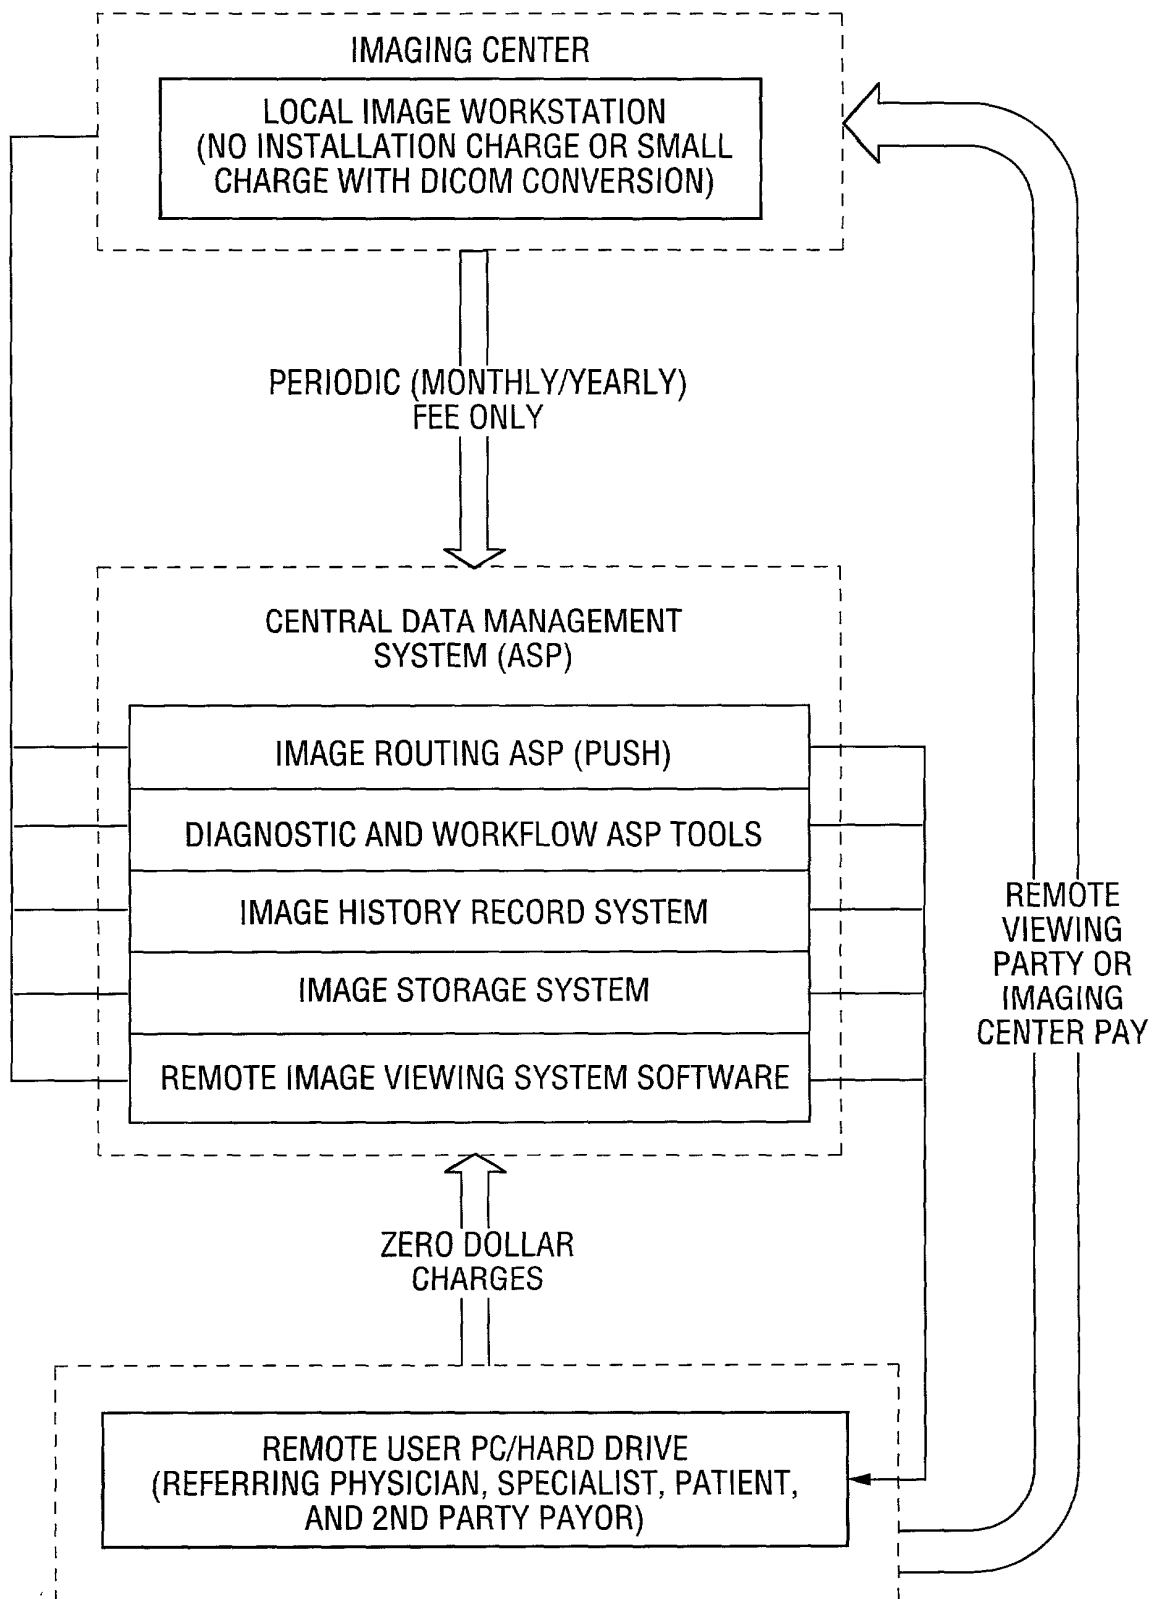 IMAGING CENTER
LOCAL IMAGE WORKSTATION
(NO INSTALLATION CHARGE OR SMALL
CHARGE WITH DICOM CONVERSION)
PERIODIC (MONTHLY/YEARLY)
FEE ONLY
CENTRAL DATA MANAGEMENT
SYSTEM (ASP)
IMAGE ROUTING ASP (PUSH)
DIAGNOSTIC AND WORKFLOW ASP TOOLS
IMAGE HISTORY RECORD SYSTEM
IMAGE STORAGE SYSTEM
REMOTE IMAGE VIEWING SYSTEM SOFTWARE
REMOTE
VIEWING
PARTY OR
IMAGING
CENTER PAY
ZERO DOLLAR
CHARGES
REMOTE USER PC/HARD DRIVE
(REFERRING PHYSICIAN, SPECIALIST, PATIENT,
AND 2ND PARTY PAYOR)